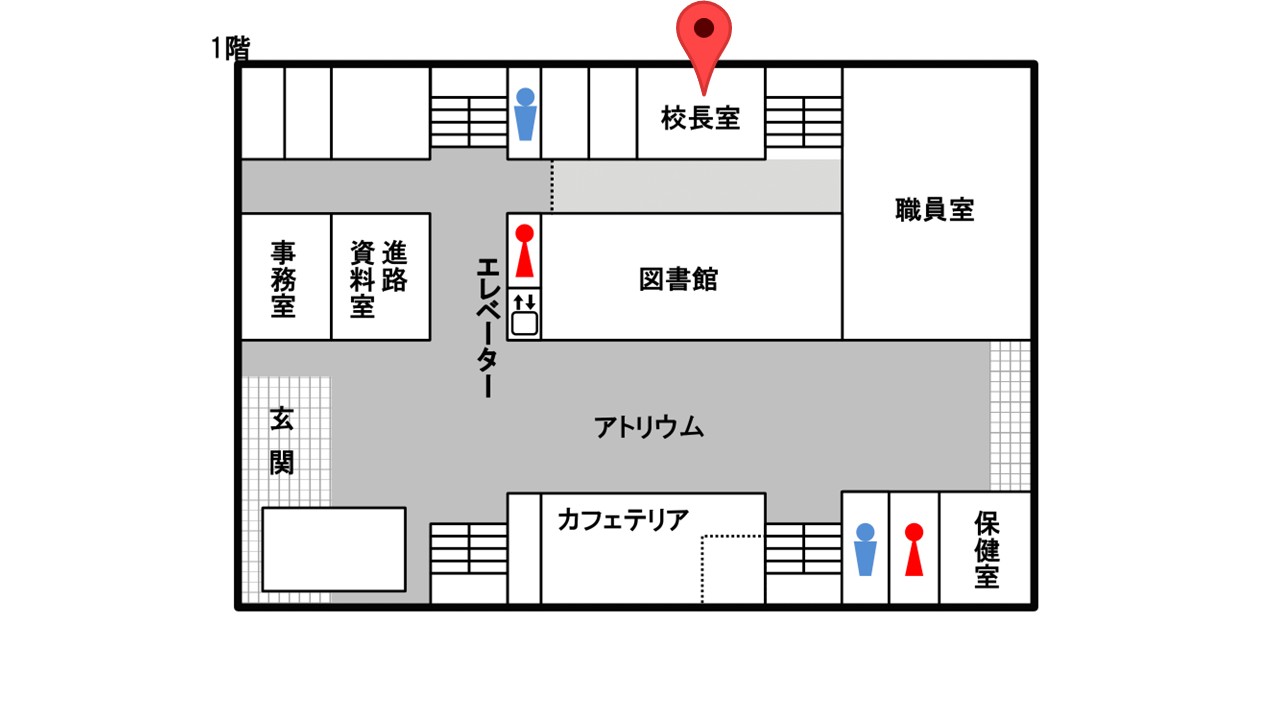 1階
校長室
職員室
事務室
進路
資料室
エレベーター
図書館
玄関
アトリウム
カフェテリア
保健室